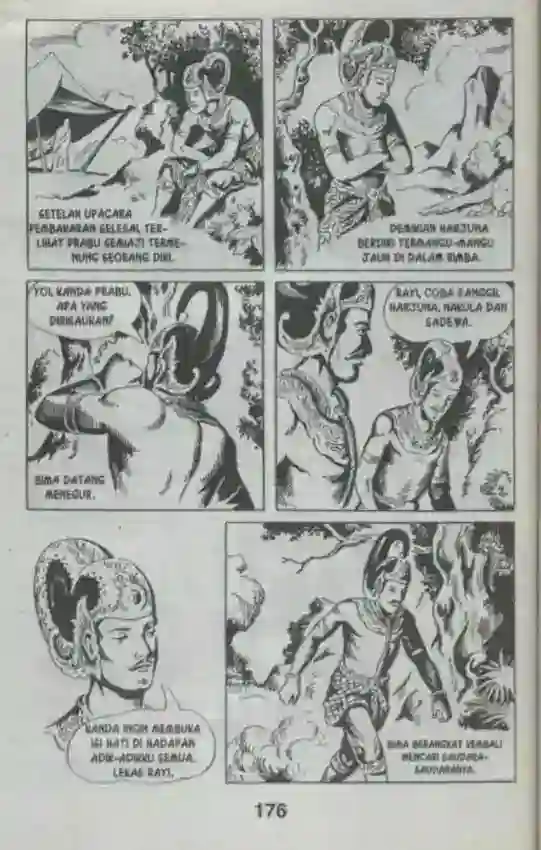 SETELAH UPACARA
PEMBAKARAN SELESAI, TER-
LIHAT PRABU SEMIAJI TERME-
NUNG SEORANG DIRI.
DEMIKIAN HARJUNA
BERDIRI TERMANGU-MANGU
JAUH DI DALAM RIMBA.
YOI, KANDA PRABU,
APA YANG
DIRISAUKAN?
BIMA DATANG
MENEGUR.
RAYI, COBA PANGGIL
HARJUNA, NAKULA DAN
SADEWA.
KANDA INGIN MEMBUKA
ISI HATI DI HADAPAN
ADIK-ADIKKU SEMUA.
LEKAS RAYI.
BIMA BERANGKAT KEMBALI
MENCARI SAUDARA-
SAUDARANYA.
176